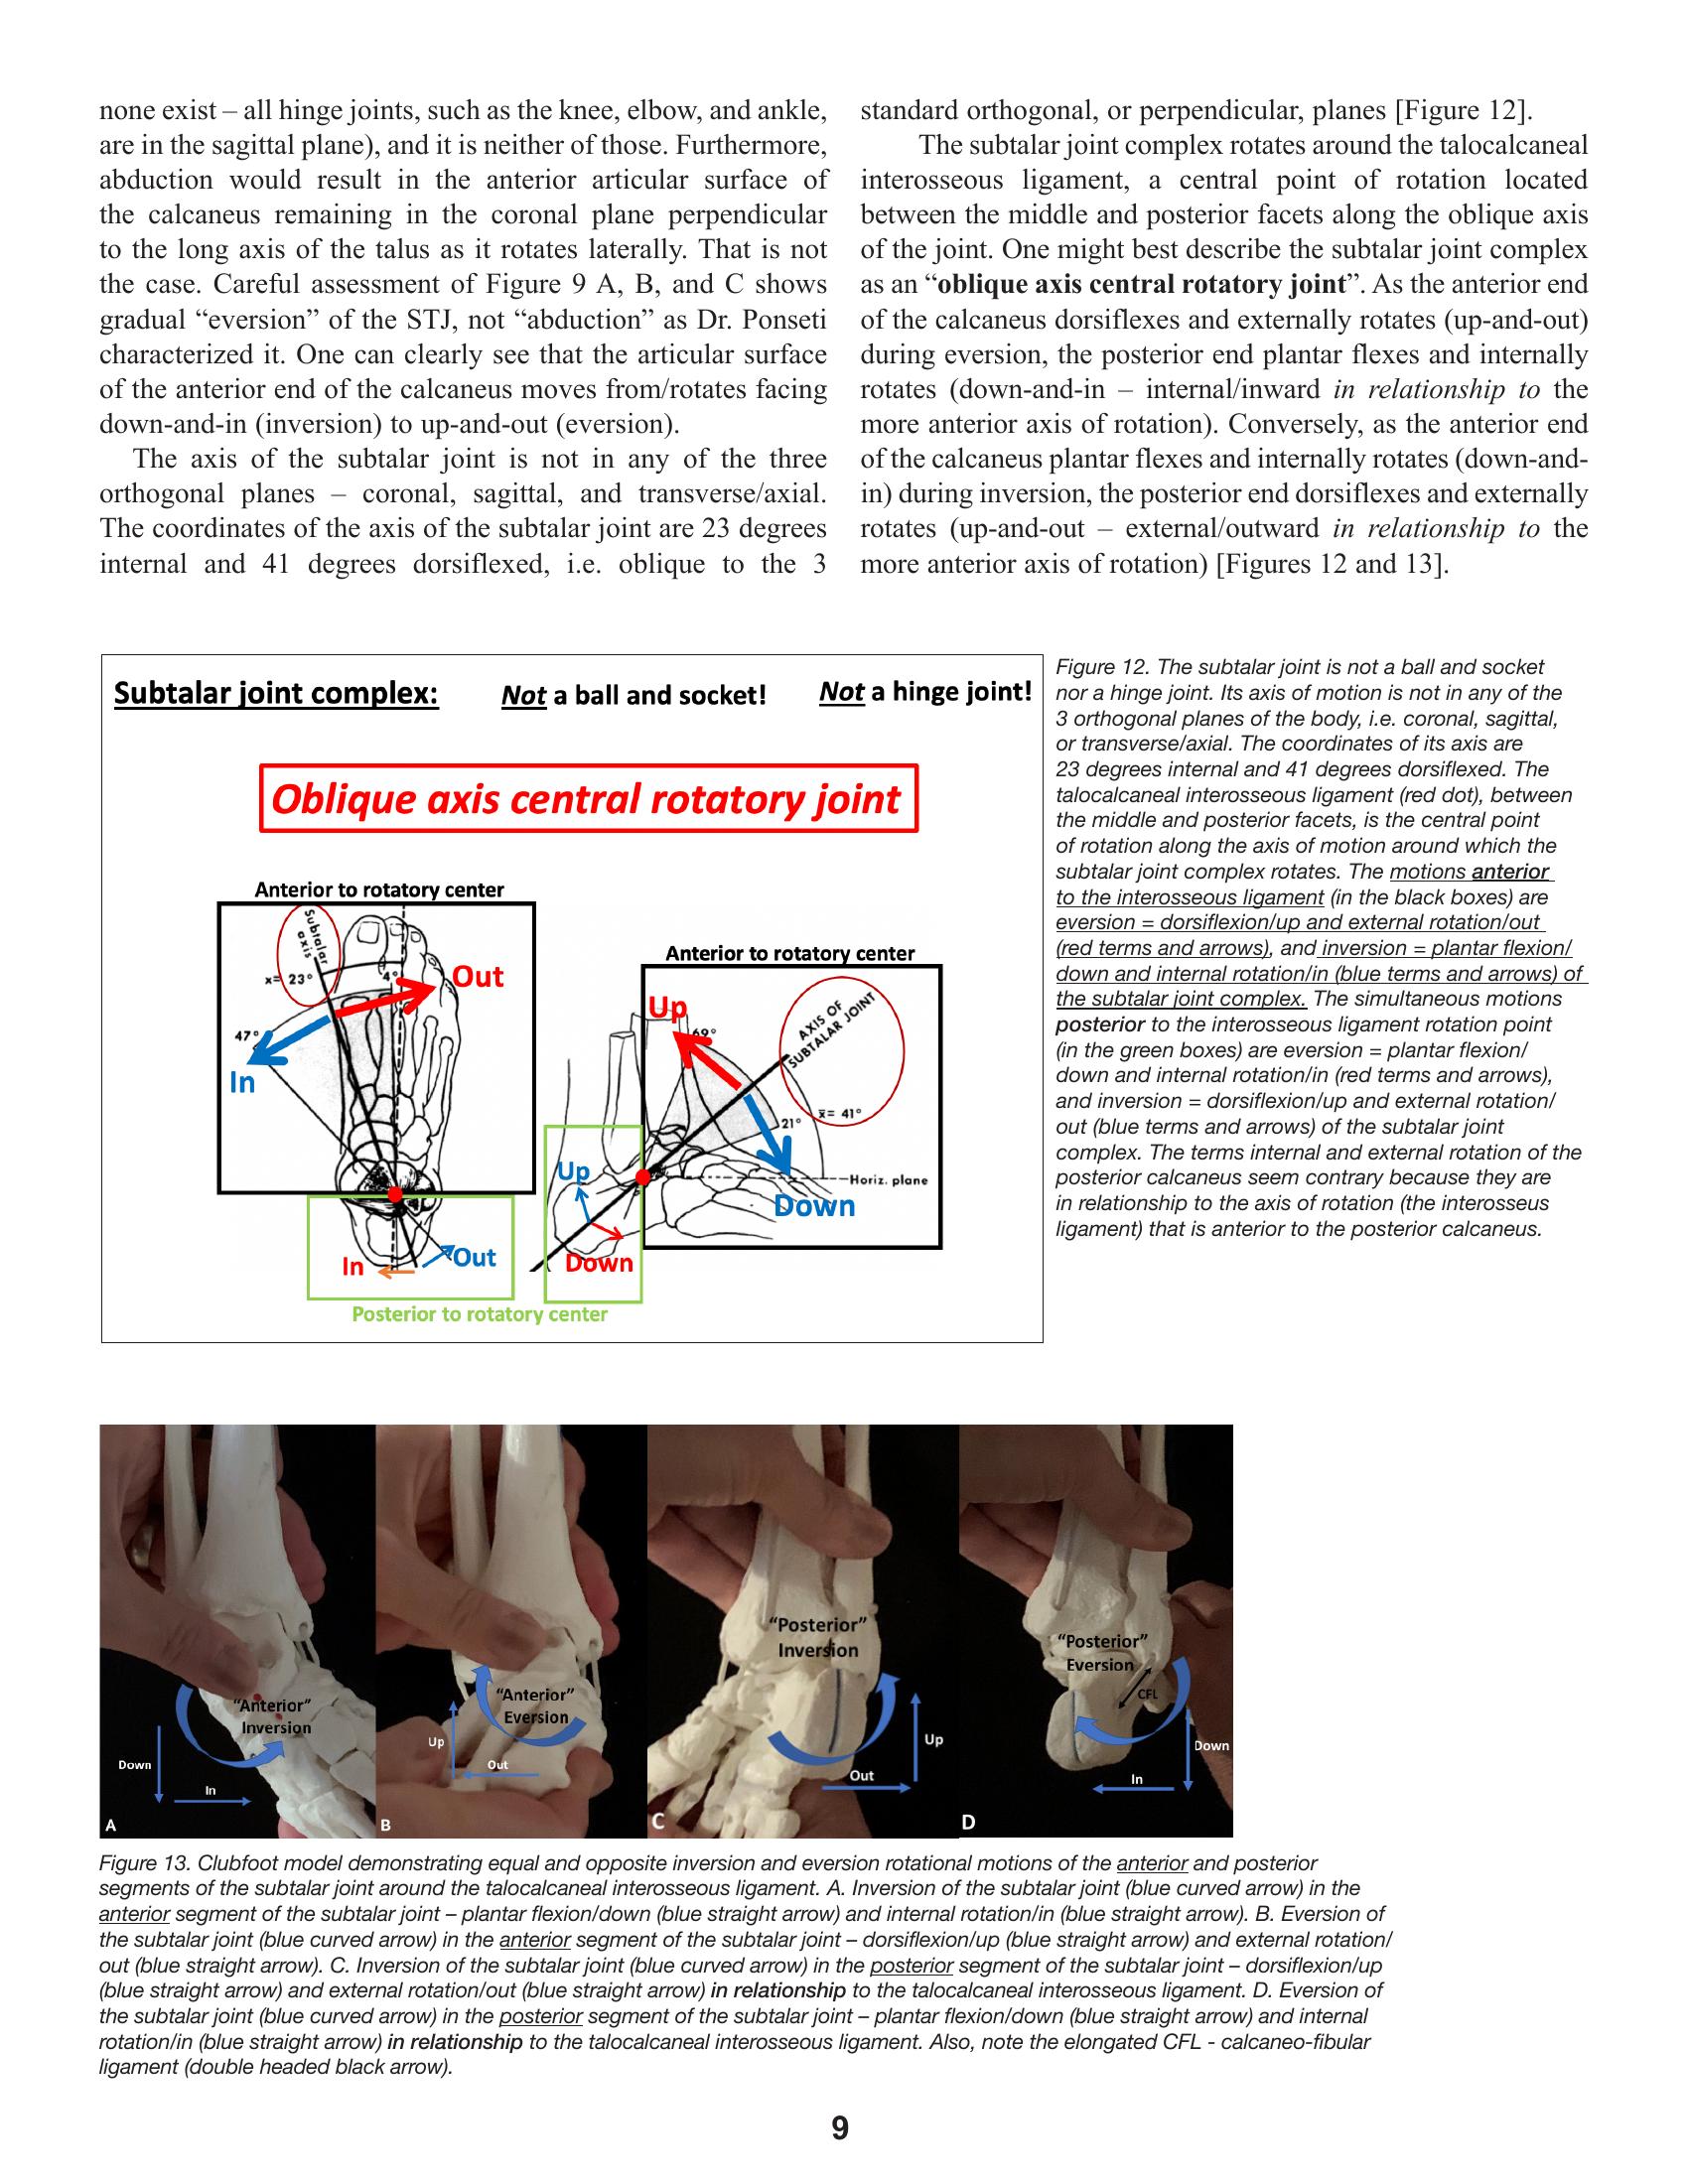 none exist – all hinge joints, such as the knee, elbow, and ankle,
are in the sagittal plane), and it is neither of those. Furthermore,
abduction would result in the anterior articular surface of
the calcaneus remaining in the coronal plane perpendicular
to the long axis of the talus as it rotates laterally. That is not
the case. Careful assessment of Figure 9 A, B, and C shows
gradual “eversion” of the STJ, not “abduction” as Dr. Ponseti
characterized it. One can clearly see that the articular surface
of the anterior end of the calcaneus moves from/rotates facing
down-and-in (inversion) to up-and-out (eversion).
The axis of the subtalar joint is not in any of the three
orthogonal planes – coronal, sagittal, and transverse/axial.
The coordinates of the axis of the subtalar joint are 23 degrees
internal and 41 degrees dorsiflexed, i.e. oblique to the 3
standard orthogonal, or perpendicular, planes [Figure 12].
The subtalar joint complex rotates around the talocalcaneal
interosseous ligament, a central point of rotation located
between the middle and posterior facets along the oblique axis
of the joint. One might best describe the subtalar joint complex
as an “oblique axis central rotatory joint”. As the anterior end
of the calcaneus dorsiflexes and externally rotates (up-and-out)
during eversion, the posterior end plantar flexes and internally
rotates (down-and-in – internal/inward in relationship to the
more anterior axis of rotation). Conversely, as the anterior end
of the calcaneus plantar flexes and internally rotates (down-and-
in) during inversion, the posterior end dorsiflexes and externally
rotates (up-and-out – external/outward in relationship to the
more anterior axis of rotation) [Figures 12 and 13].
Subtalar joint complex:
Not a ball and socket!
Not a hinge joint!
Oblique axis central rotatory joint
Anterior to rotatory center
Subtalar
axis
x= 23°
4°
Out
47°
In
In
Out
Posterior to rotatory center
Anterior to rotatory center
Up
69°
AXIS OF
SUBTALAR JOINT
x̄= 41°
21°
Horiz. plane
Down
Up
Down
Figure 12. The subtalar joint is not a ball and socket
nor a hinge joint. Its axis of motion is not in any of the
3 orthogonal planes of the body, i.e. coronal, sagittal,
or transverse/axial. The coordinates of its axis are
23 degrees internal and 41 degrees dorsiflexed. The
talocalcaneal interosseous ligament (red dot), between
the middle and posterior facets, is the central point
of rotation along the axis of motion around which the
subtalar joint complex rotates. The motions anterior
to the interosseous ligament (in the black boxes) are
eversion = dorsiflexion/up and external rotation/out
(red terms and arrows), and inversion = plantar flexion/
down and internal rotation/in (blue terms and arrows) of
the subtalar joint complex. The simultaneous motions
posterior to the interosseous ligament rotation point
(in the green boxes) are eversion = plantar flexion/
down and internal rotation/in (red terms and arrows),
and inversion = dorsiflexion/up and external rotation/
out (blue terms and arrows) of the subtalar joint
complex. The terms internal and external rotation of the
posterior calcaneus seem contrary because they are
in relationship to the axis of rotation (the interosseus
ligament) that is anterior to the posterior calcaneus.
“Anterior”
Inversion
Down
In
A
“Anterior”
Eversion
Up
Out
B
“Posterior”
Inversion
Up
Out
C
“Posterior”
Eversion
CFL
Down
In
D
Figure 13. Clubfoot model demonstrating equal and opposite inversion and eversion rotational motions of the anterior and posterior
segments of the subtalar joint around the talocalcaneal interosseous ligament. A. Inversion of the subtalar joint (blue curved arrow) in the
anterior segment of the subtalar joint – plantar flexion/down (blue straight arrow) and internal rotation/in (blue straight arrow). B. Eversion of
the subtalar joint (blue curved arrow) in the anterior segment of the subtalar joint – dorsiflexion/up (blue straight arrow) and external rotation/
out (blue straight arrow). C. Inversion of the subtalar joint (blue curved arrow) in the posterior segment of the subtalar joint – dorsiflexion/up
(blue straight arrow) and external rotation/out (blue straight arrow) in relationship to the talocalcaneal interosseous ligament. D. Eversion of
the subtalar joint (blue curved arrow) in the posterior segment of the subtalar joint – plantar flexion/down (blue straight arrow) and internal
rotation/in (blue straight arrow) in relationship to the talocalcaneal interosseous ligament. Also, note the elongated CFL - calcaneo-fibular
ligament (double headed black arrow).
9